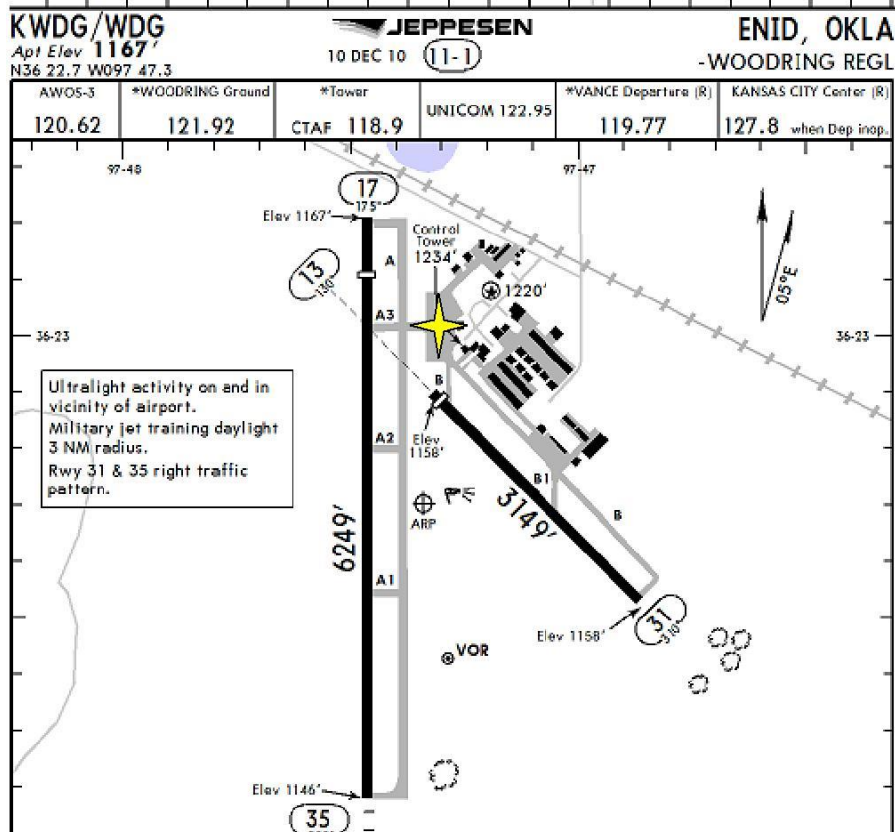 KWDG/WDG
Apt Elev 1167'
N36 22.7 W097 47.3
JEPPESEN
10 DEC 10 11-1
ENID, OKLA
-WOODRING REGL
AWOS-3
120.62
*WOODRING Ground
121.92
*Tower
CTAF 118.9
UNICOM 122.95
*VANCE Departure (R)
119.77
KANSAS CITY Center (R)
127.8 when Dep inop.
97-48
97-47
17
175°
Elev 1167'
Control
Tower
1234'
A
13
130°
1220'
05°E
A3
36-23
36-23
Ultralight activity on and in
vicinity of airport.
Military jet training daylight
3 NM radius.
Rwy 31 & 35 right traffic
pattern.
B
Elev
1158'
A2
B1
3149'
B
ARP
6249'
A1
31
310°
Elev 1158'
VOR
Elev 1146'
35